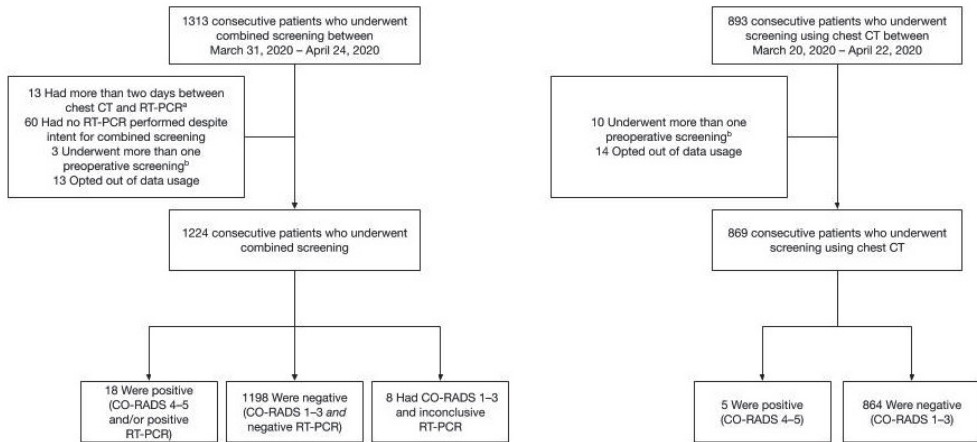 1313 consecutive patients who underwent
combined screening between
March 31, 2020 – April 24, 2020
13 Had more than two days between
chest CT and RT-PCRᵃ
60 Had no RT-PCR performed despite
intent for combined screening
3 Underwent more than one
preoperative screeningᵇ
13 Opted out of data usage
1224 consecutive patients who underwent
combined screening
18 Were positive
(CO-RADS 4–5
and/or positive
RT-PCR)
1198 Were negative
(CO-RADS 1–3 and
negative RT-PCR)
8 Had CO-RADS 1–3
and inconclusive
RT-PCR
893 consecutive patients who underwent
screening using chest CT between
March 20, 2020 – April 22, 2020
10 Underwent more than one
preoperative screeningᵇ
14 Opted out of data usage
869 consecutive patients who underwent
screening using chest CT
5 Were positive
(CO-RADS 4–5)
864 Were negative
(CO-RADS 1–3)